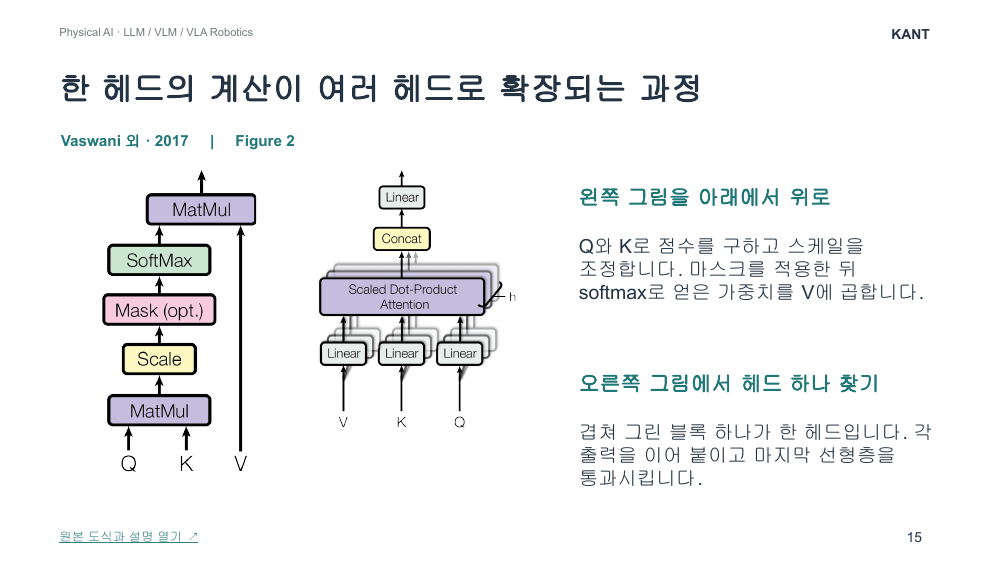 Physical AI · LLM / VLM / VLA Robotics
KANT
한 헤드의 계산이 여러 헤드로 확장되는 과정
Vaswani 외 · 2017 | Figure 2
MatMul
SoftMax
Mask (opt.)
Scale
MatMul
Q K V
Linear
Concat
Scaled Dot-Product
Attention
h
Linear Linear Linear
V K Q
왼쪽 그림을 아래에서 위로
Q와 K로 점수를 구하고 스케일을
조정합니다. 마스크를 적용한 뒤
softmax로 얻은 가중치를 V에 곱합니다.
오른쪽 그림에서 헤드 하나 찾기
겹쳐 그린 블록 하나가 한 헤드입니다. 각
출력을 이어 붙이고 마지막 선형층을
통과시킵니다.
원본 도식과 설명 열기 ↗
15